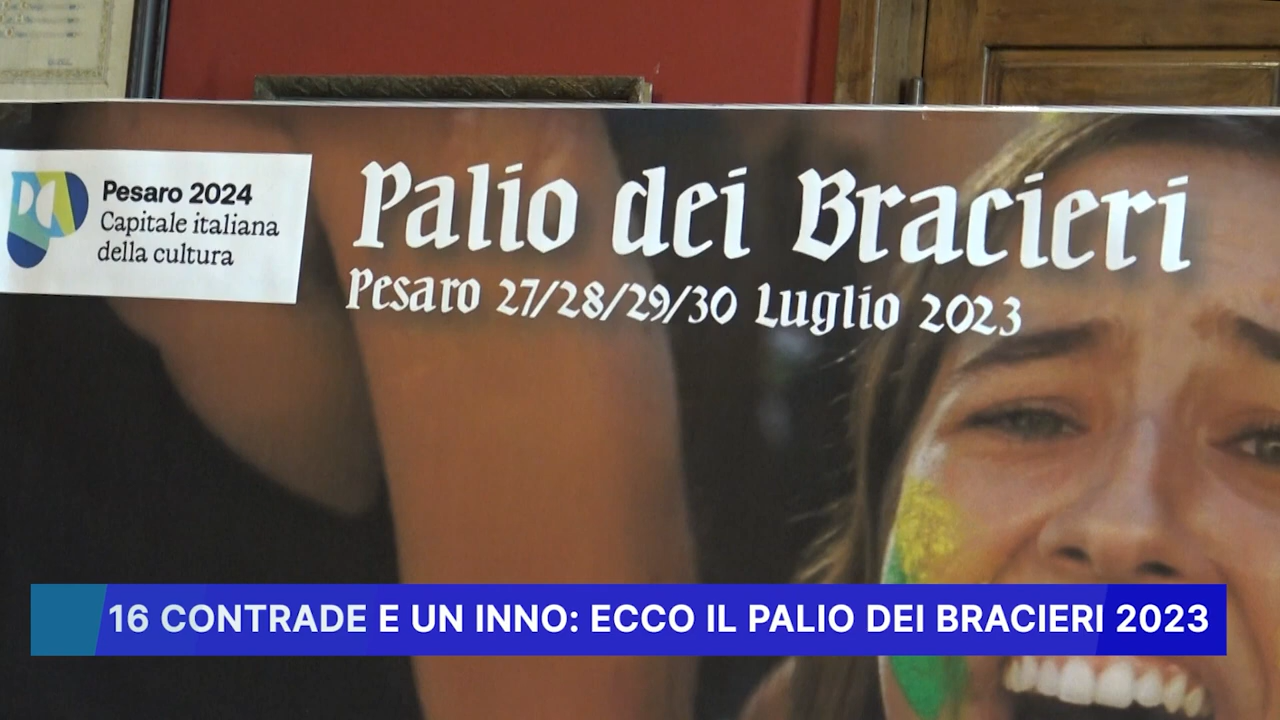 Pesaro 2024
Capitale italiana
della cultura
Palio dei Bracieri
Pesaro 27/28/29/30 Luglio 2023
16 CONTRADE E UN INNO: ECCO IL PALIO DEI BRACIERI 2023